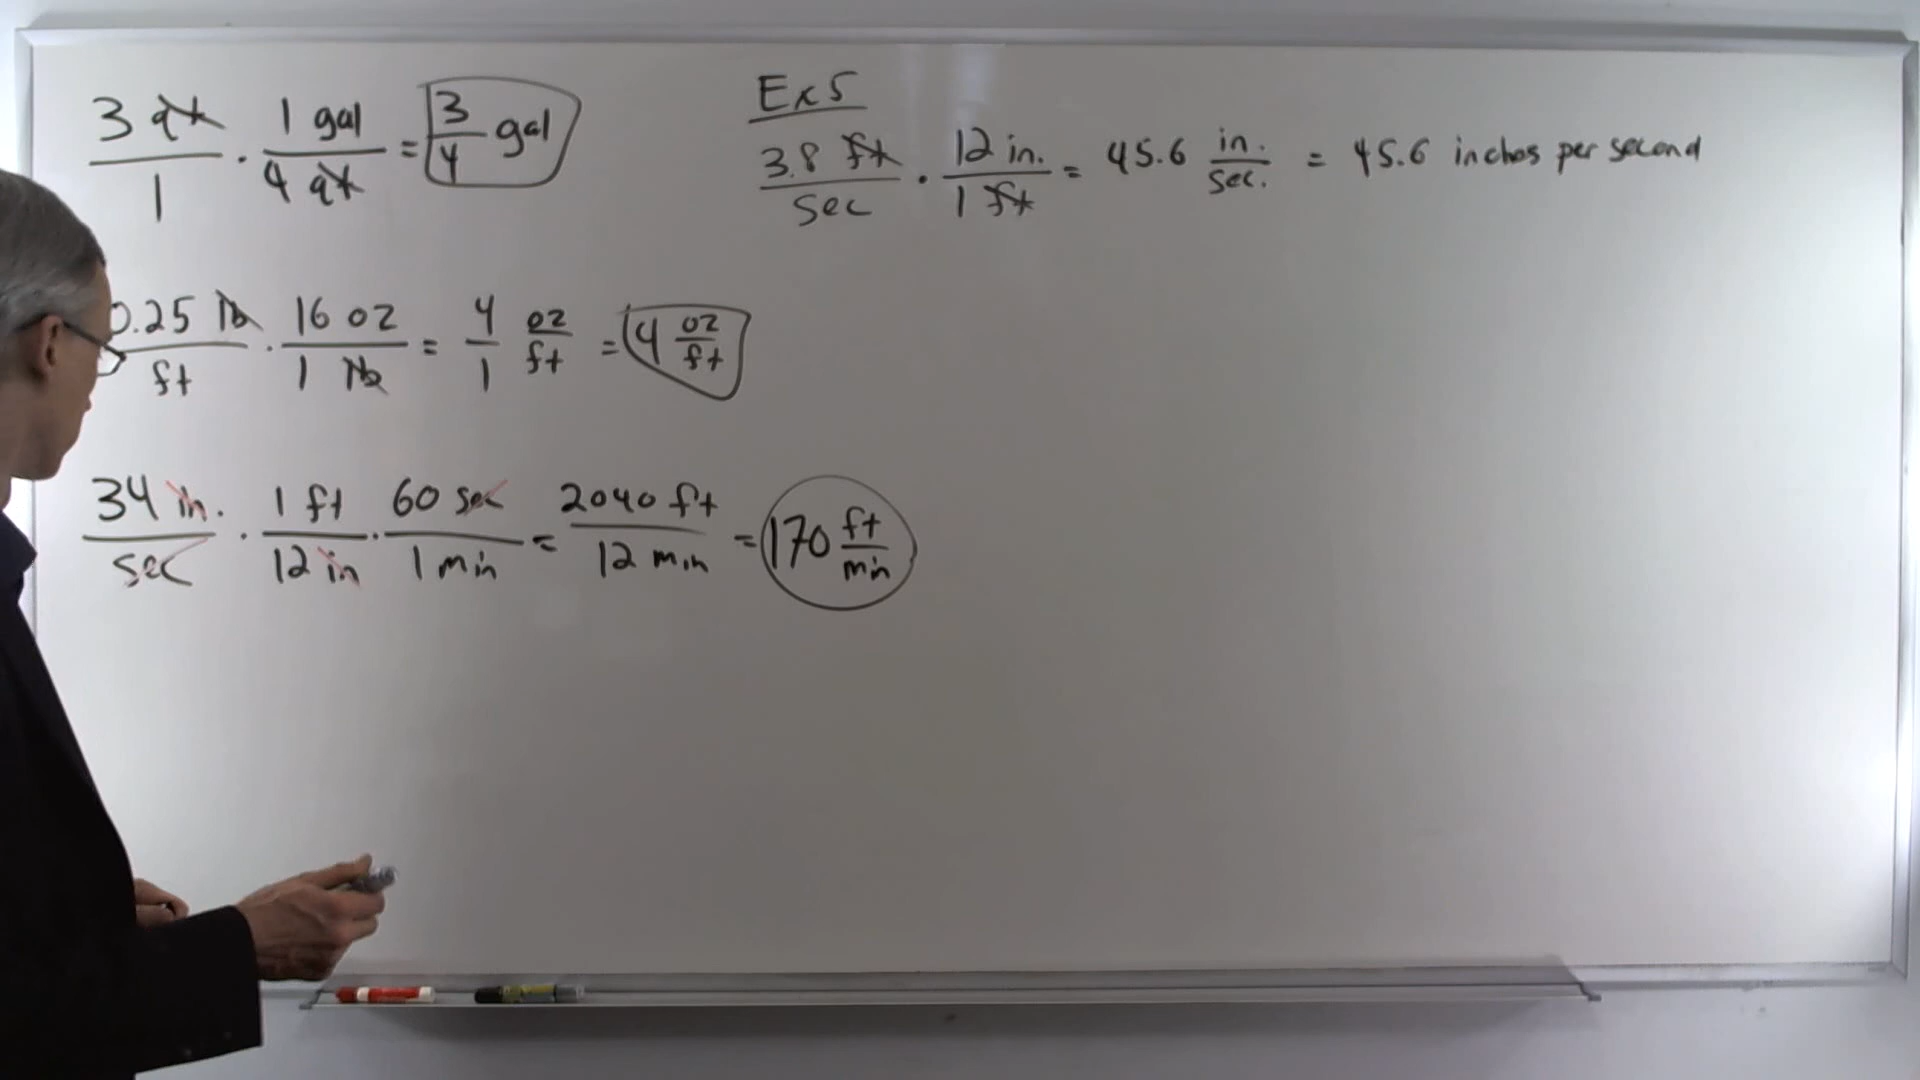 3 qt / 1 · 1 gal / 4 qt = 3/4 gal
0.25 lb / ft · 16 oz / 1 lb = 4/1 oz/ft = 4 oz/ft
34 in. / sec · 1 ft / 12 in · 60 sec / 1 min = 2040 ft / 12 min = 170 ft/min
Ex 5
3.8 ft / sec · 12 in. / 1 ft = 45.6 in./sec. = 45.6 inches per second